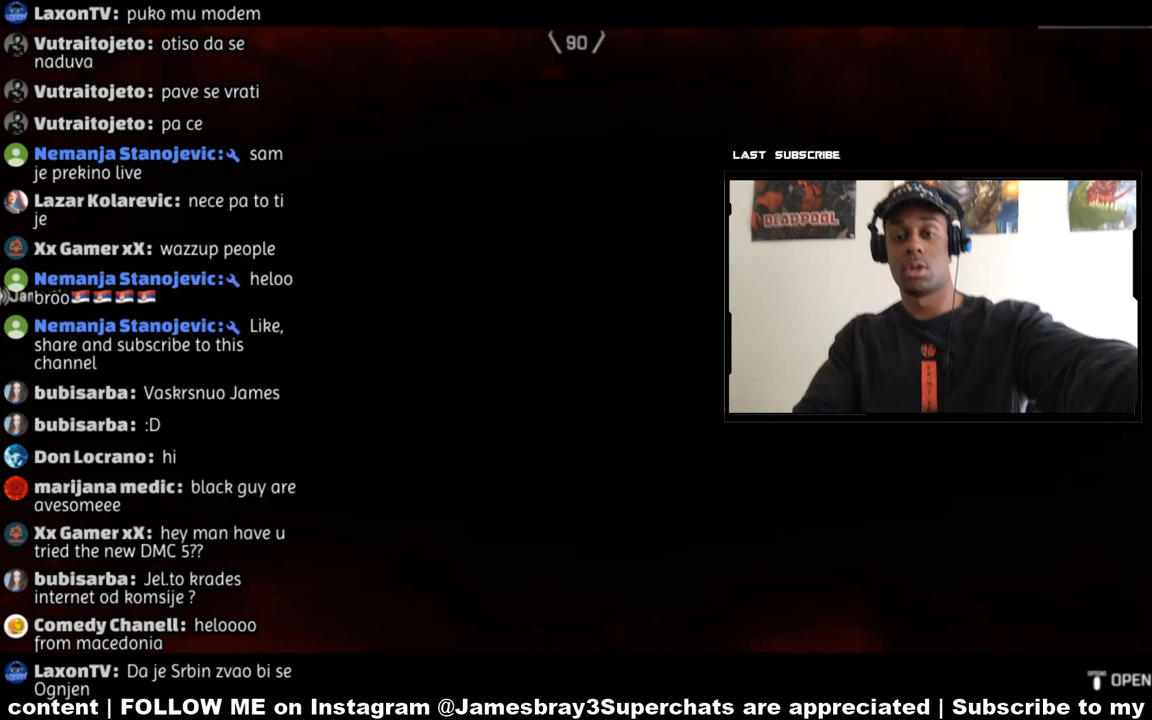 LaxonTV: puko mu modem
Vutraitojeto: otiso da se
naduva
Vutraitojeto: pave se vrati
Vutraitojeto: pa ce
Nemanja Stanojevic: sam
je prekino live
Lazar Kolarevic: nece pa to ti
je
Xx Gamer xX: wazzup people
Nemanja Stanojevic: heloo
broo🇷🇸🇷🇸🇷🇸🇷🇸
Nemanja Stanojevic: Like,
share and subscribe to this
channel
bubisarba: Vaskrsnuo James
bubisarba: :D
Don Locrano: hi
marijana medic: black guy are
avesomeee
Xx Gamer xX: hey man have u
tried the new DMC 5??
bubisarba: Jel.to krades
internet od komsije ?
Comedy Chanell: heloooo
from macedonia
LaxonTV: Da je Srbin zvao bi se
Ognjen
90
LAST SUBSCRIBE
DEADPOOL
OPEN
content | FOLLOW ME on Instagram @Jamesbray3Superchats are appreciated | Subscribe to my